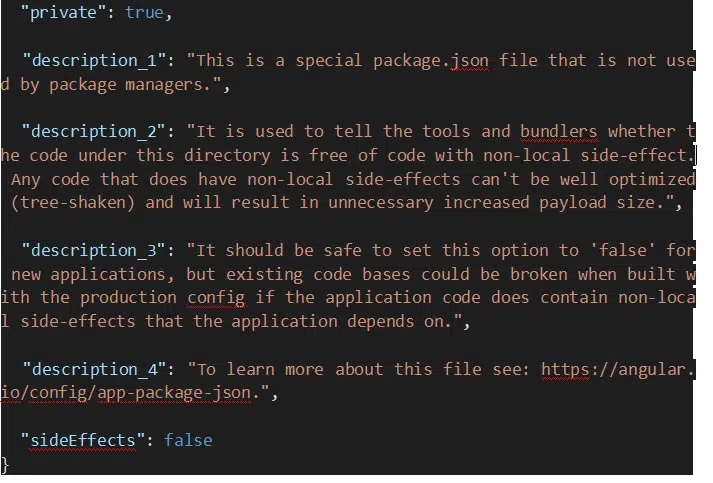 "private": true,
"description_1": "This is a special package.json file that is not use
d by package managers.",
"description_2": "It is used to tell the tools and bundlers whether t
he code under this directory is free of code with non-local side-effect.
Any code that does have non-local side-effects can't be well optimized
(tree-shaken) and will result in unnecessary increased payload size.",
"description_3": "It should be safe to set this option to 'false' for
new applications, but existing code bases could be broken when built w
ith the production config if the application code does contain non-loca
l side-effects that the application depends on.",
"description_4": "To learn more about this file see: https://angular.
io/config/app-package-json.",
"sideEffects": false
}